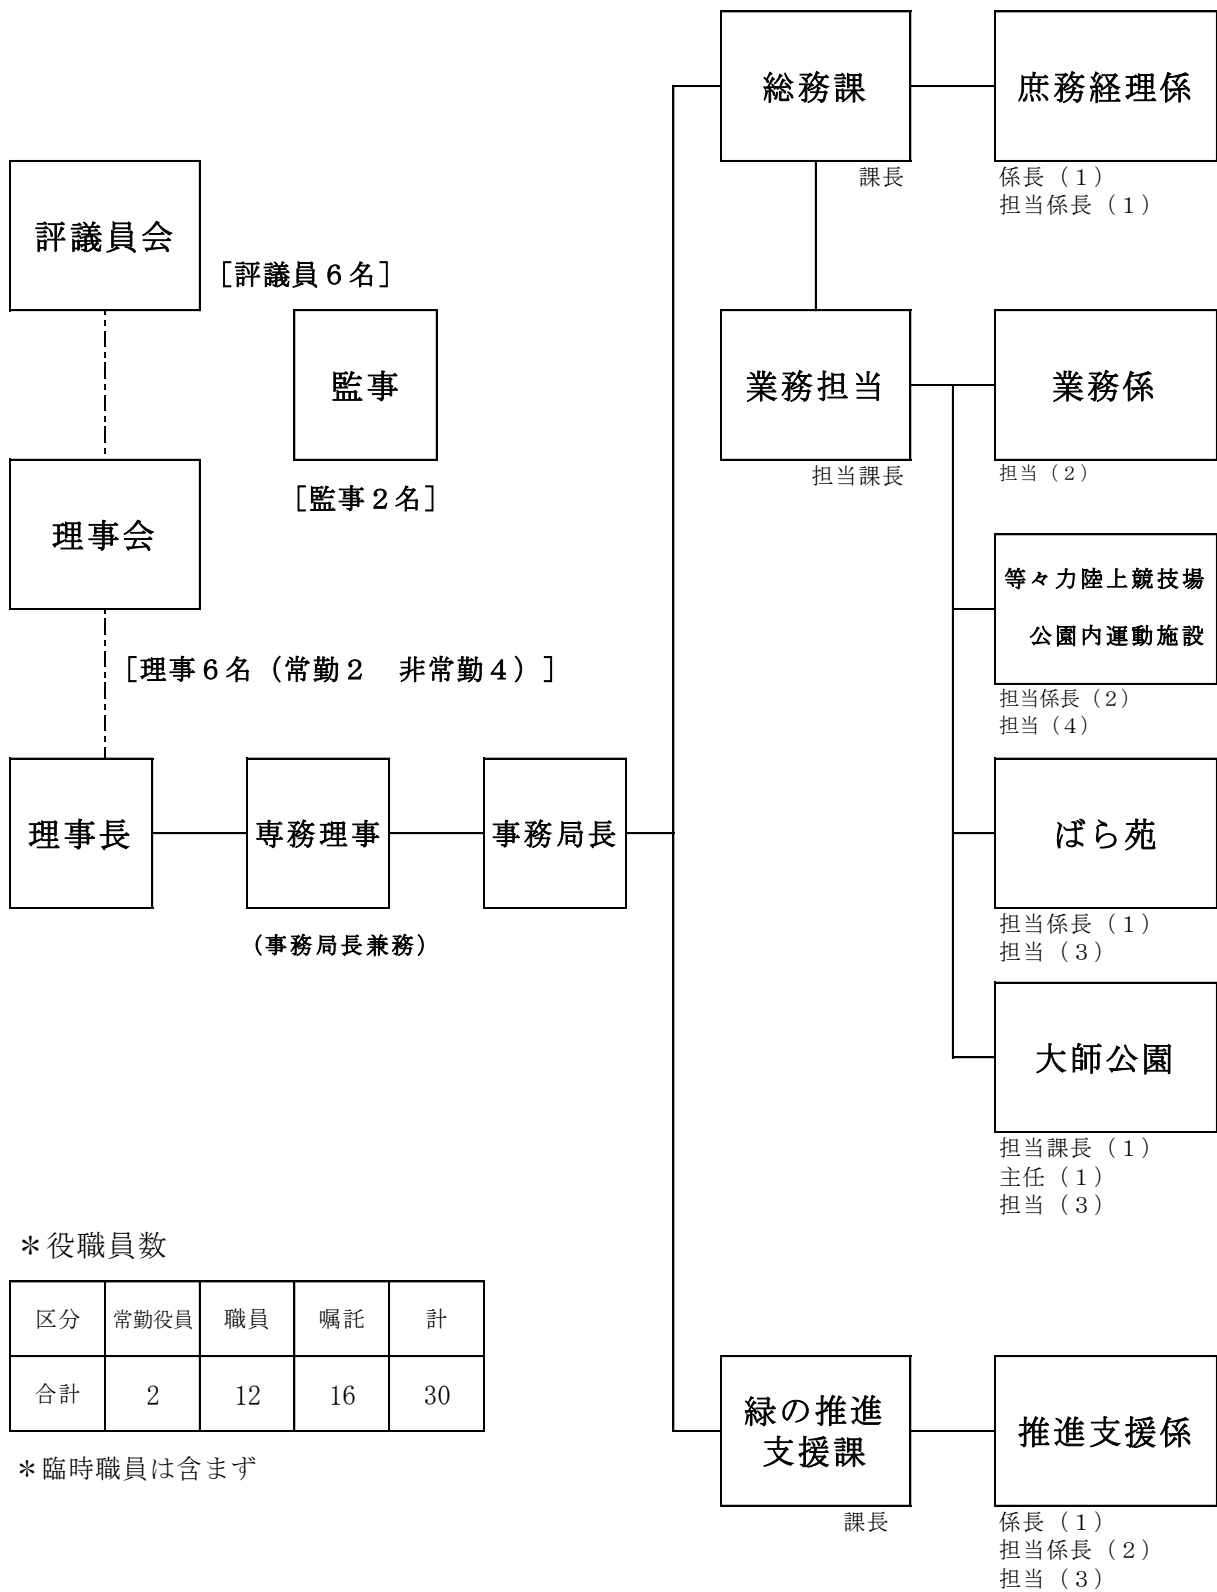 総務課
課長
庶務経理係
係長（１）
担当係長（１）
評議員会
［評議員６名］
監事
［監事２名］
業務担当
担当課長
業務係
担当（２）
理事会
［理事６名（常勤２　非常勤４）］
等々力陸上競技場
公園内運動施設
担当係長（２）
担当（４）
理事長
専務理事
（事務局長兼務）
事務局長
ばら苑
担当係長（１）
担当（３）
大師公園
担当課長（１）
主任（１）
担当（３）
＊役職員数
区分 常勤役員 職員 嘱託 計
合計 2 12 16 30
＊臨時職員は含まず
緑の推進
支援課
課長
推進支援係
係長（１）
担当係長（２）
担当（３）